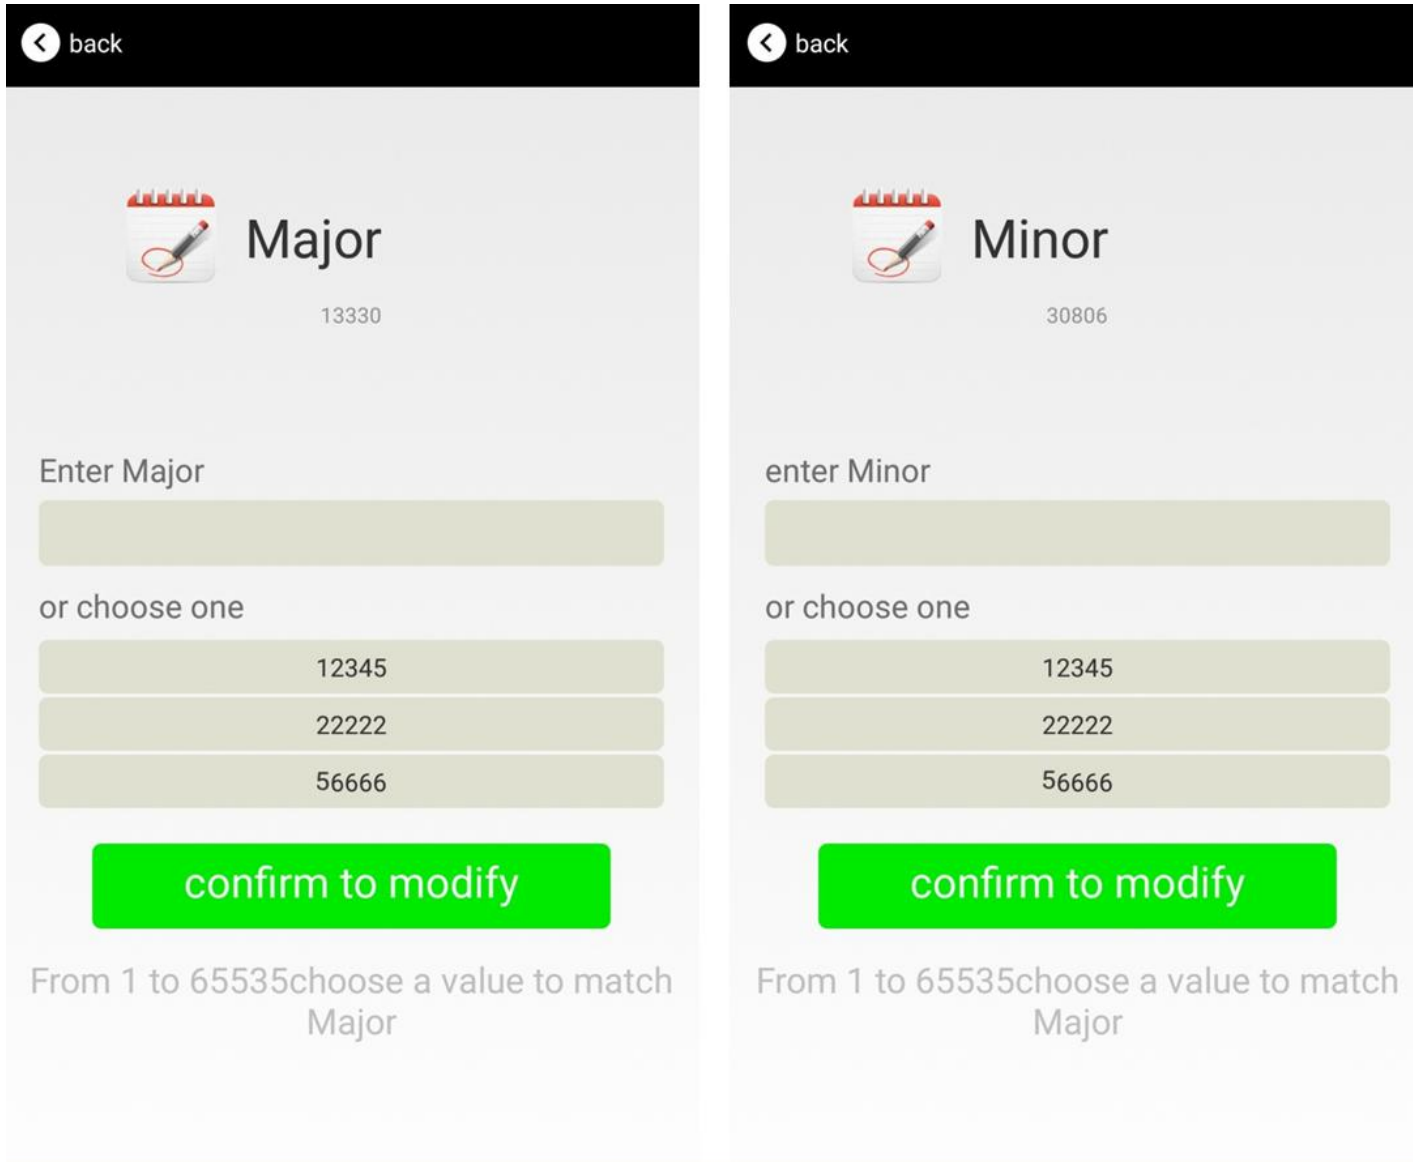 back
Major
13330
Enter Major
or choose one
12345
22222
56666
confirm to modify
From 1 to 65535choose a value to match
Major
back
Minor
30806
enter Minor
or choose one
12345
22222
56666
confirm to modify
From 1 to 65535choose a value to match
Major